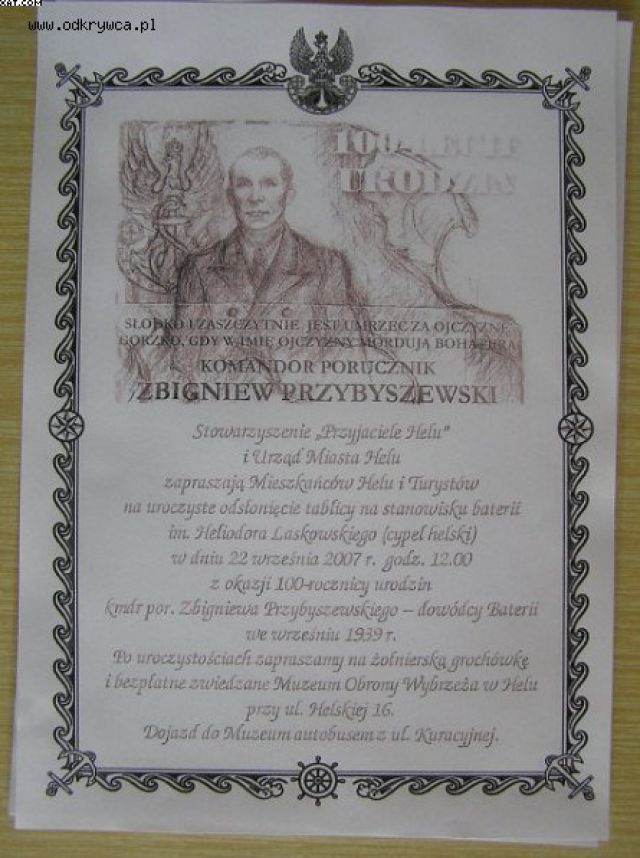 XAT.COM
www.odkrywca.pl
100-LECIE
URODZIN
SŁODKO I ZASZCZYTNIE JEST UMRZEĆ ZA OJCZYZNĘ
GORZKO, GDY W IMIĘ OJCZYZNY MORDUJĄ BOHATERA
KOMANDOR PORUCZNIK
ZBIGNIEW PRZYBYSZEWSKI
Stowarzyszenie „Przyjaciele Helu”
i Urząd Miasta Helu
zapraszają Mieszkańców Helu i Turystów
na uroczyste odsłonięcie tablicy na stanowisku baterii
im. Heliodora Laskowskiego (cypel helski)
w dniu 22 września 2007 r. godz. 12.00
z okazji 100-rocznicy urodzin
kmdr por. Zbigniewa Przybyszewskiego – dowódcy Baterii
we wrześniu 1939 r.
Po uroczystościach zapraszamy na żołnierską grochówkę
i bezpłatne zwiedzane Muzeum Obrony Wybrzeża w Helu
przy ul. Helskiej 16.
Dojazd do Muzeum autobusem z ul. Kuracyjnej.